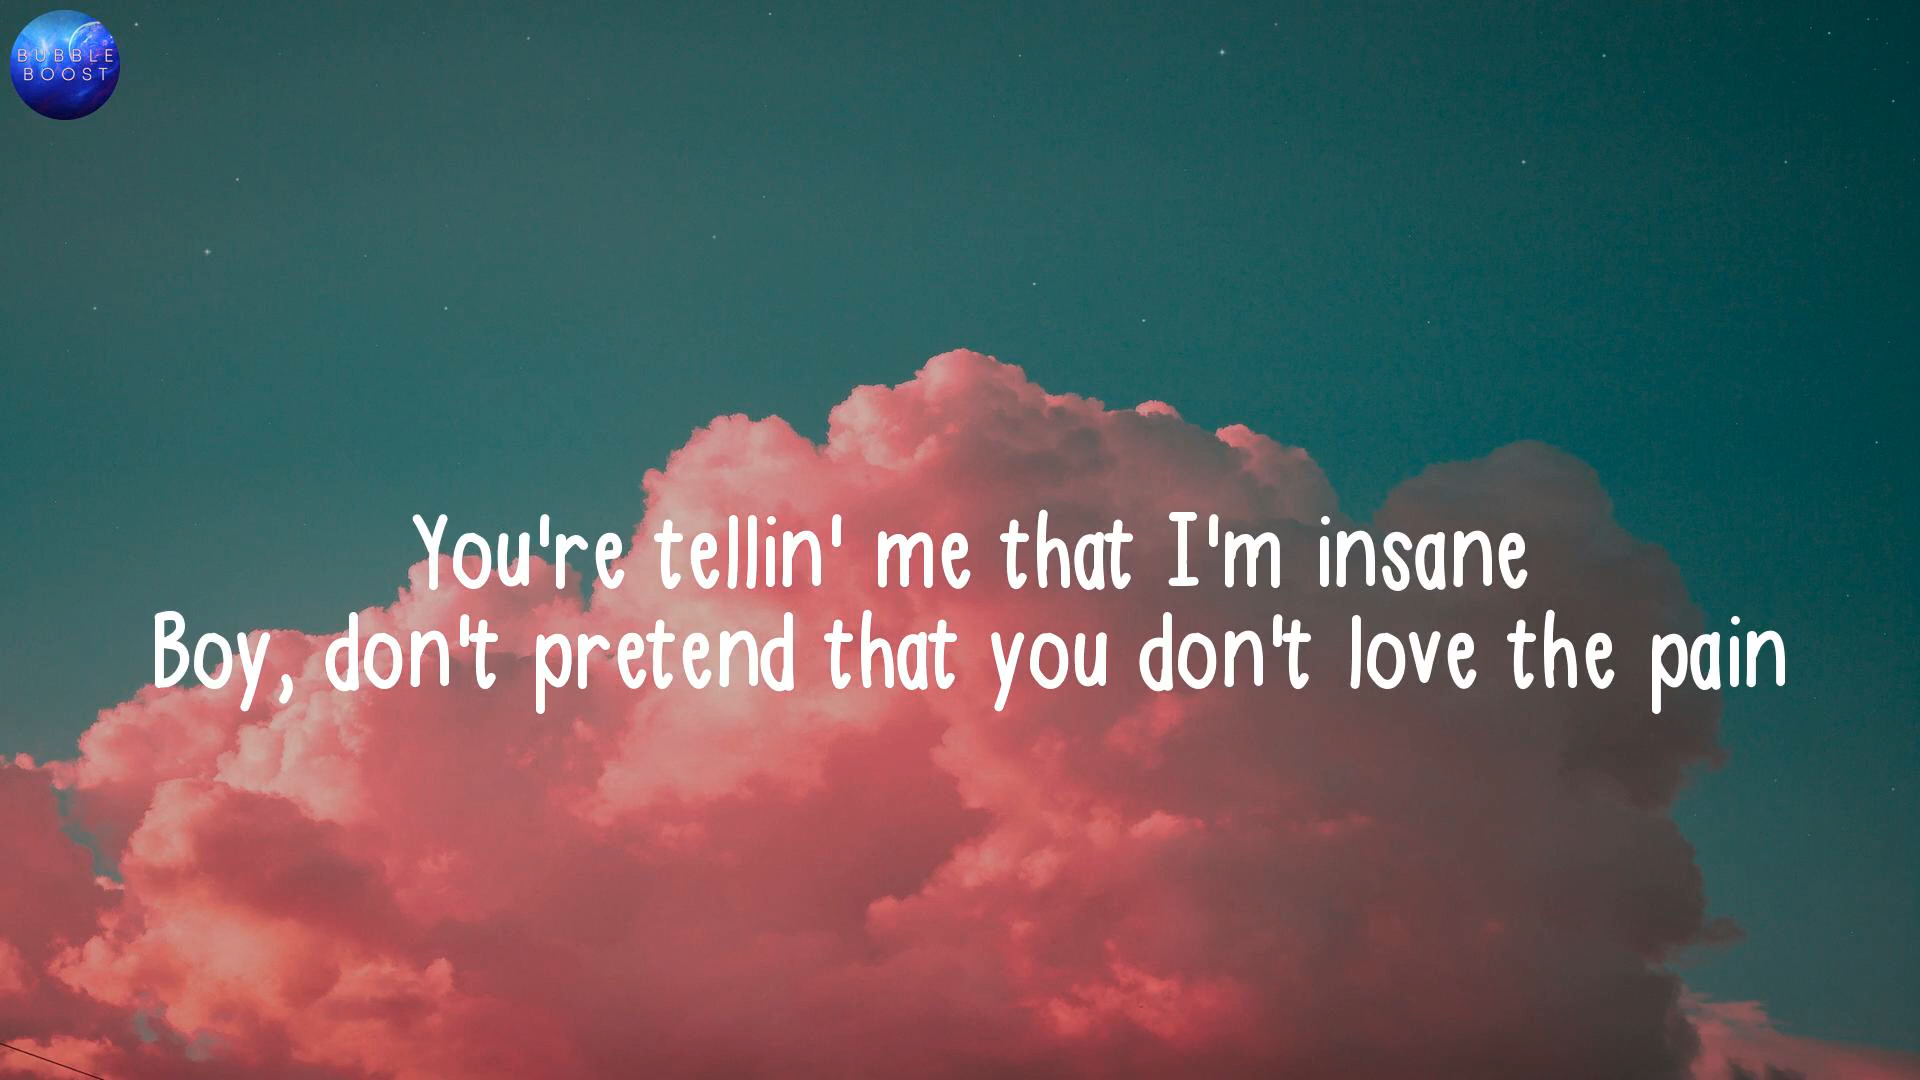 BUBBLE
BOOST
You're tellin' me that I'm insane
Boy, don't pretend that you don't love the pain